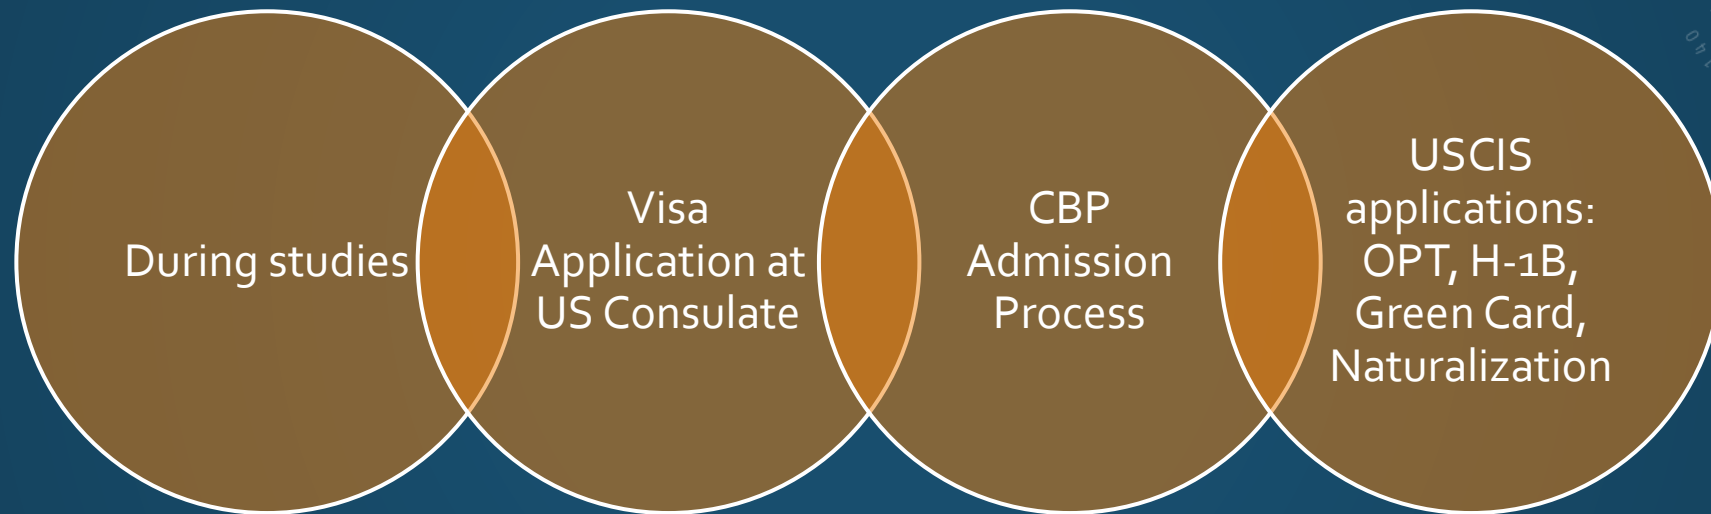 During studies
Visa
Application at
US Consulate
CBP
Admission
Process
USCIS
applications:
OPT, H-1B,
Green Card,
Naturalization